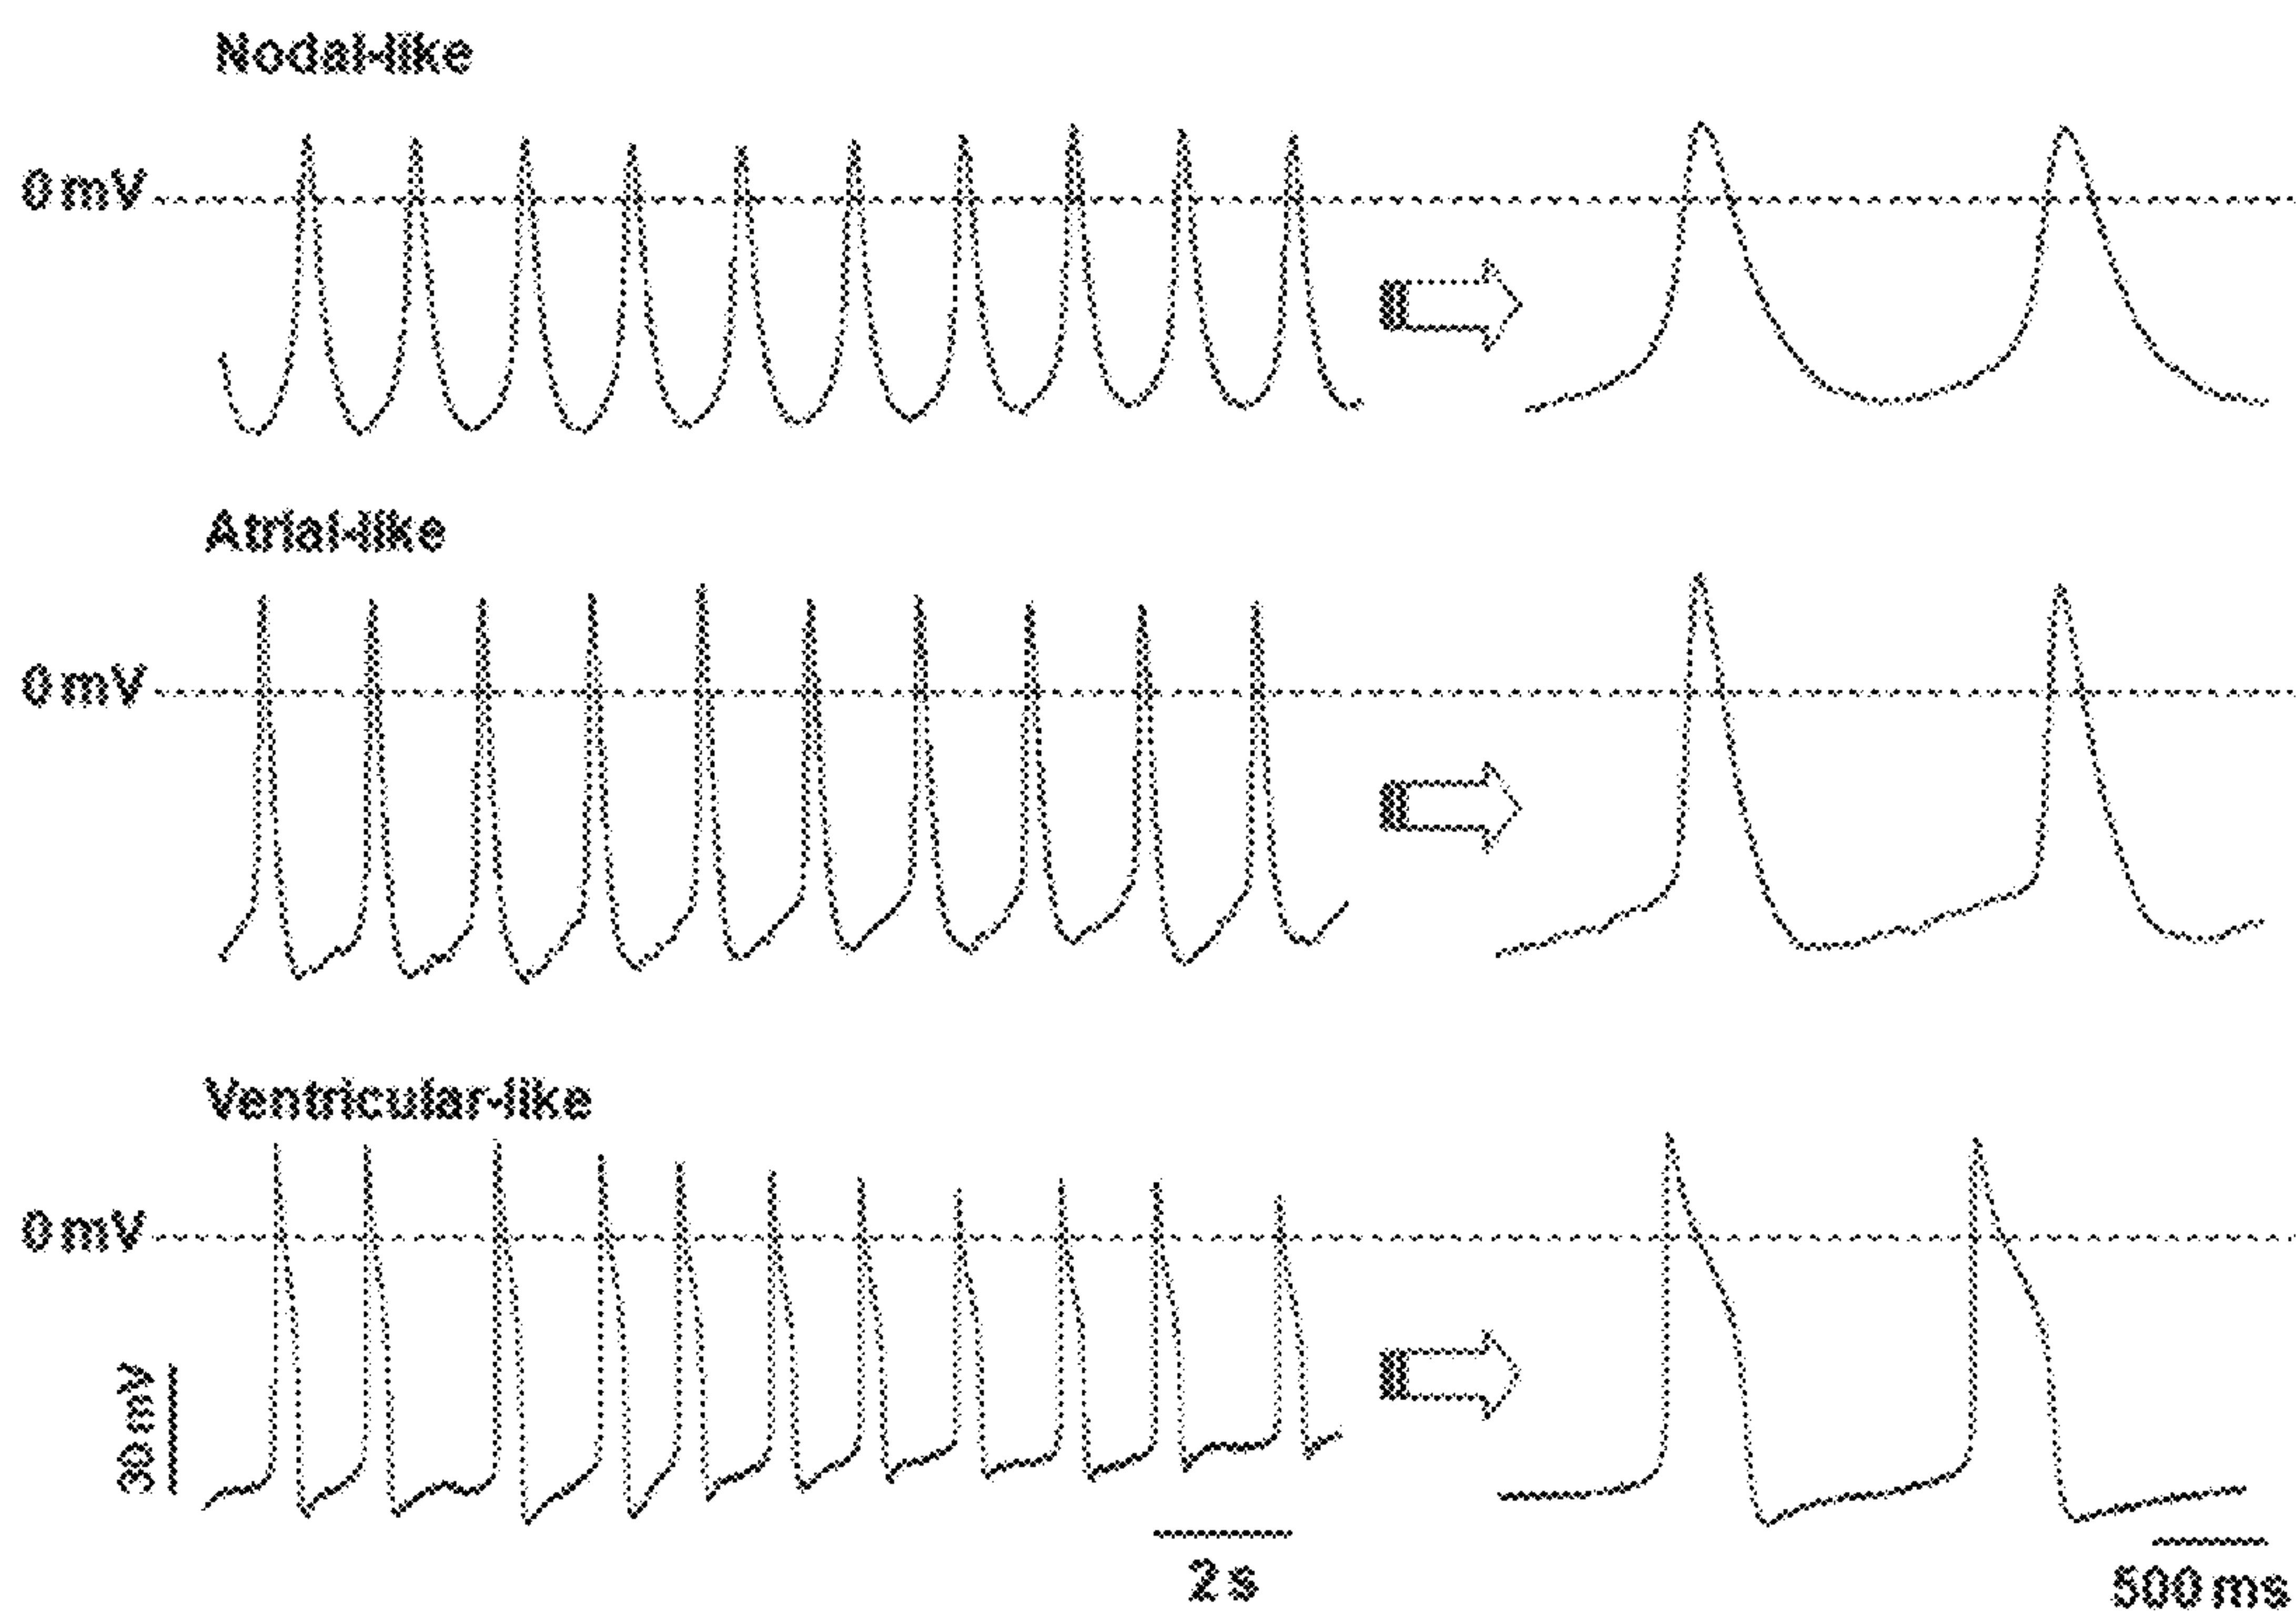 Nodal-like
0 mV
Atrial-like
0 mV
Ventricular-like
0 mV
30 mV
2 s
500 ms